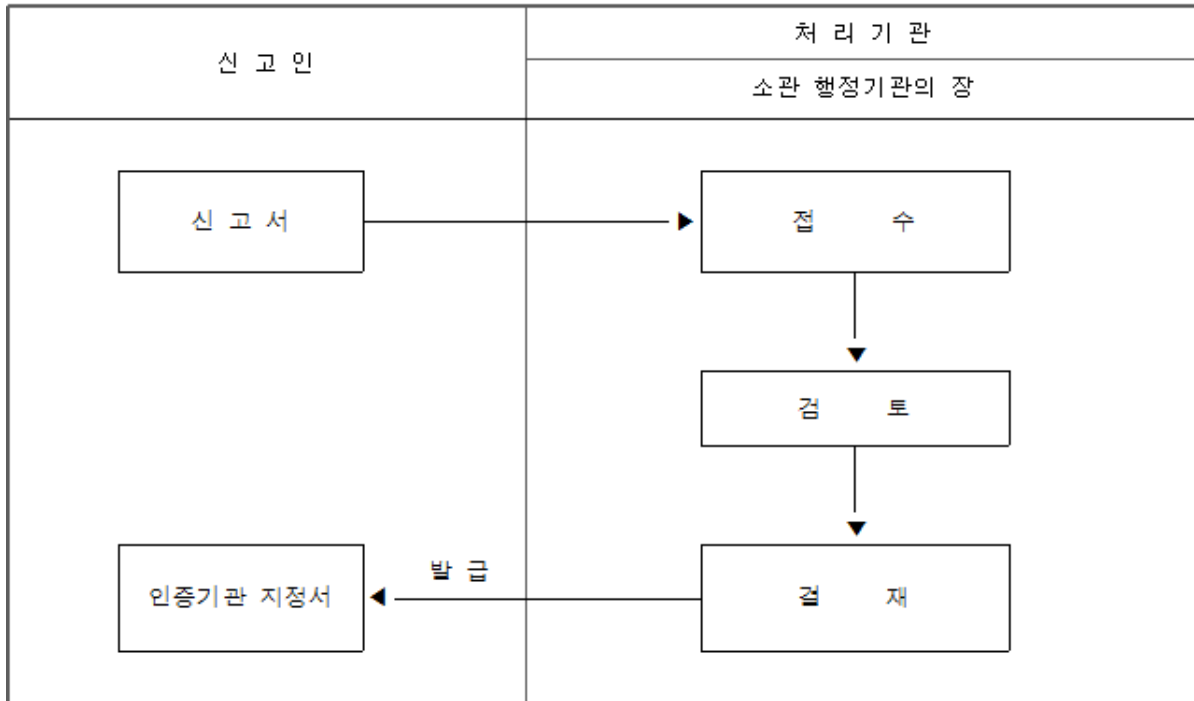 신 고 인
처 리 기 관
소관 행정기관의 장
신 고 서
접 수
검 토
발 급
인증기관 지정서
결 재